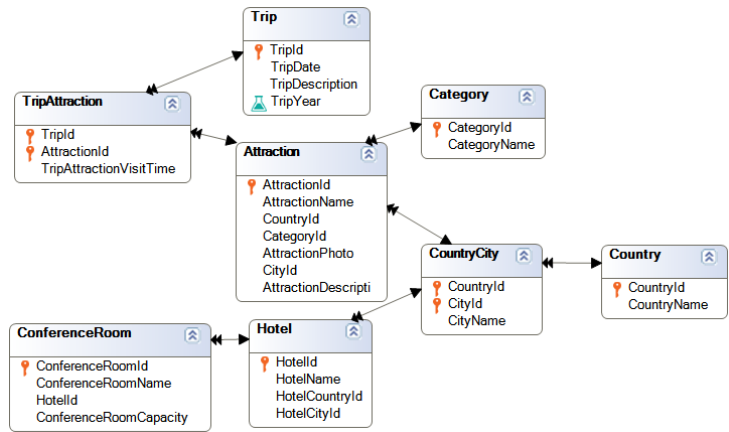 Trip
TripId
TripDate
TripDescription
TripYear
TripAttraction
TripId
AttractionId
TripAttractionVisitTime
Category
CategoryId
CategoryName
Attraction
AttractionId
AttractionName
CountryId
CategoryId
AttractionPhoto
CityId
AttractionDescripti
CountryCity
CountryId
CityId
CityName
Country
CountryId
CountryName
ConferenceRoom
ConferenceRoomId
ConferenceRoomName
HotelId
ConferenceRoomCapacity
Hotel
HotelId
HotelName
HotelCountryId
HotelCityId